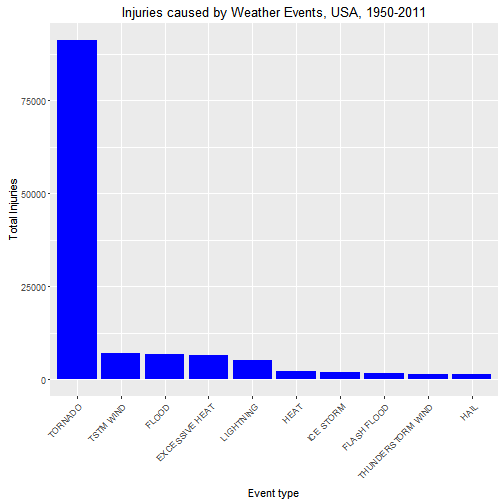 Injuries caused by Weather Events, USA, 1950-2011
Total Injuries
75000
50000
25000
0
TORNADO
TSTM WIND
FLOOD
EXCESSIVE HEAT
LIGHTNING
HEAT
ICE STORM
FLASH FLOOD
THUNDERSTORM WIND
HAIL
Event type